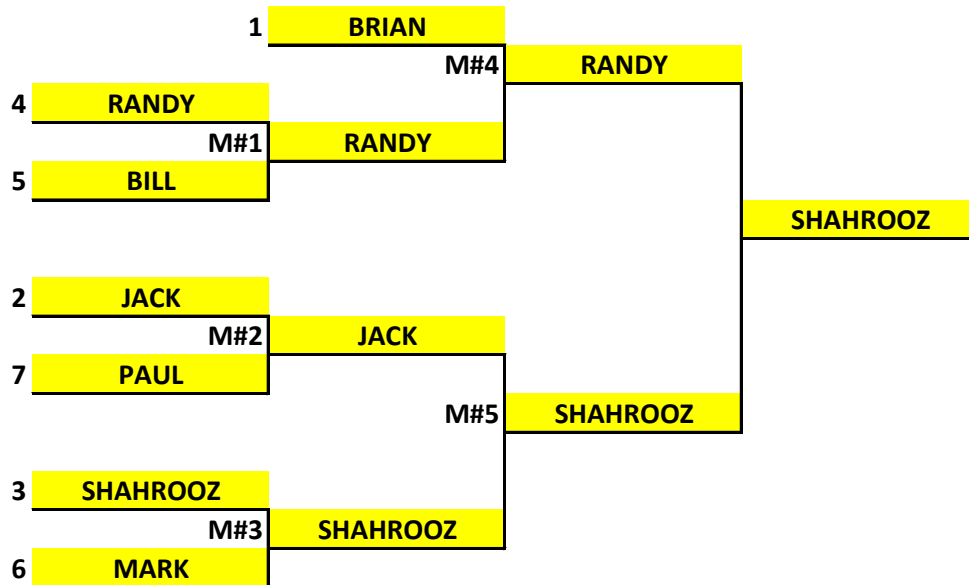 1 BRIAN
M#4 RANDY
4 RANDY
M#1 RANDY
5 BILL
SHAHROOZ
2 JACK
M#2 JACK
7 PAUL
M#5 SHAHROOZ
3 SHAHROOZ
M#3 SHAHROOZ
6 MARK